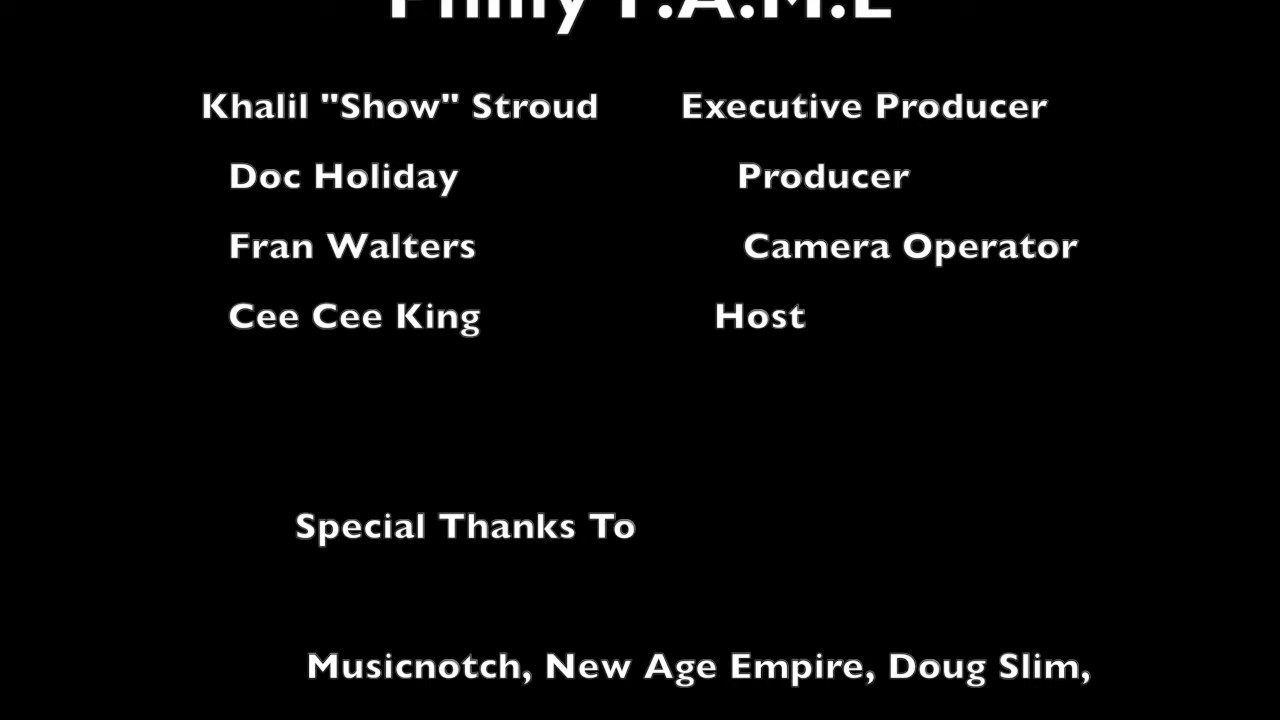 Philly F.A.M.E
Khalil "Show" Stroud Executive Producer
Doc Holiday Producer
Fran Walters Camera Operator
Cee Cee King Host
Special Thanks To
Musicnotch, New Age Empire, Doug Slim,